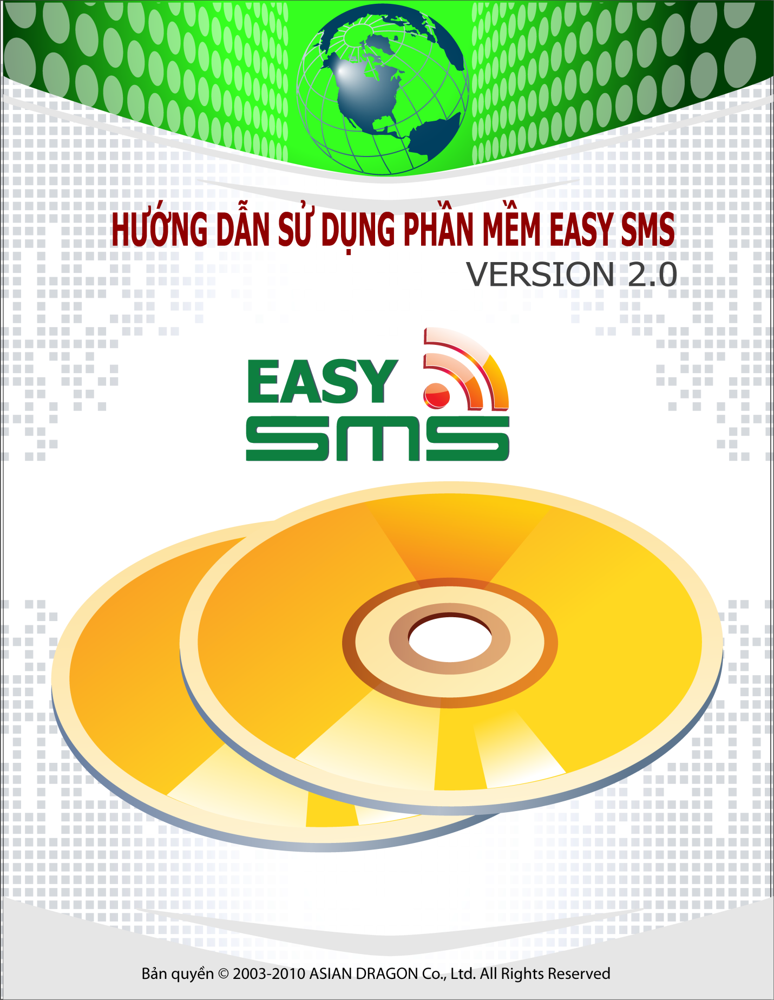 HƯỚNG DẪN SỬ DỤNG PHẦN MỀM EASY SMS
VERSION 2.0
EASY
SMS
Bản quyền © 2003-2010 ASIAN DRAGON Co., Ltd. All Rights Reserved